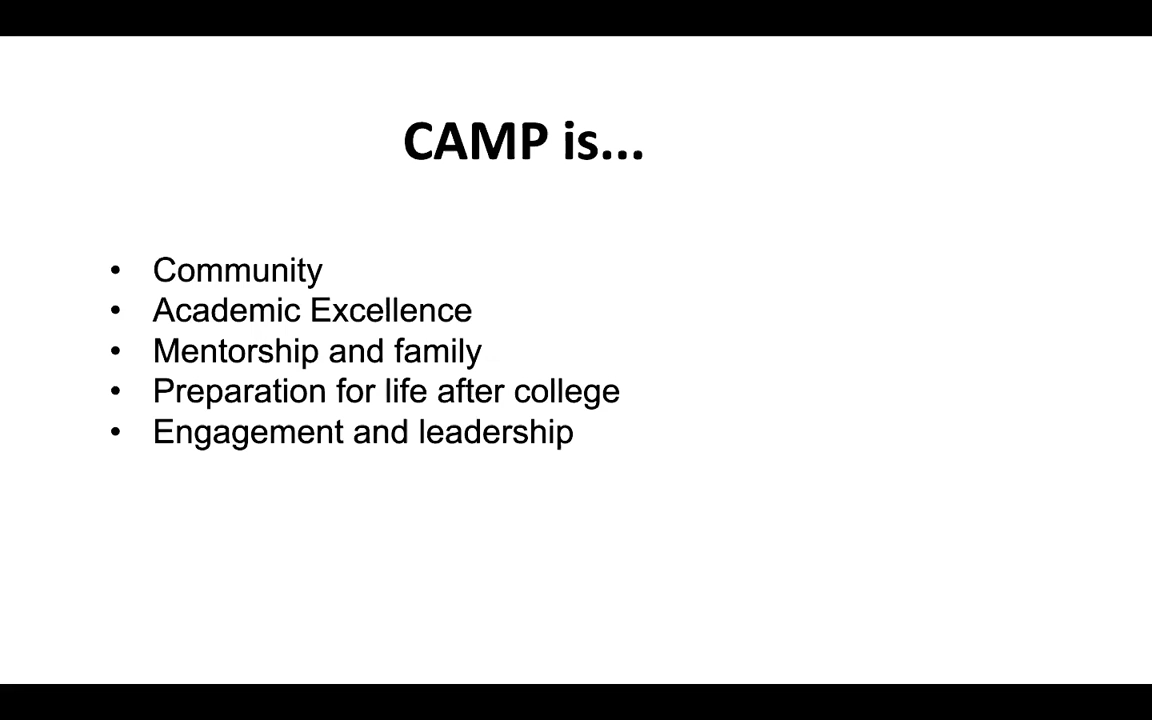 CAMP is...
• Community
• Academic Excellence
• Mentorship and family
• Preparation for life after college
• Engagement and leadership